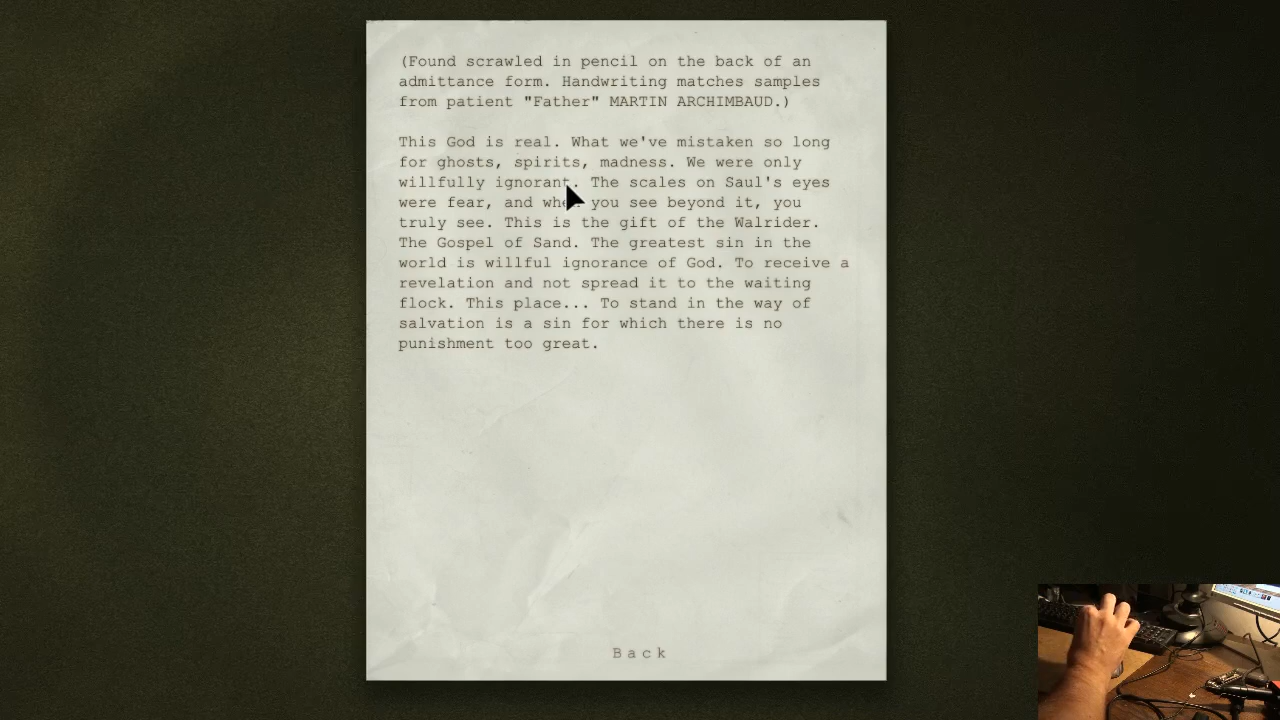 (Found scrawled in pencil on the back of an
admittance form. Handwriting matches samples
from patient "Father" MARTIN ARCHIMBAUD.)
This God is real. What we've mistaken so long
for ghosts, spirits, madness. We were only
willfully ignorant. The scales on Saul's eyes
were fear, and when you see beyond it, you
truly see. This is the gift of the Walrider.
The Gospel of Sand. The greatest sin in the
world is willful ignorance of God. To receive a
revelation and not spread it to the waiting
flock. This place... To stand in the way of
salvation is a sin for which there is no
punishment too great.
Back